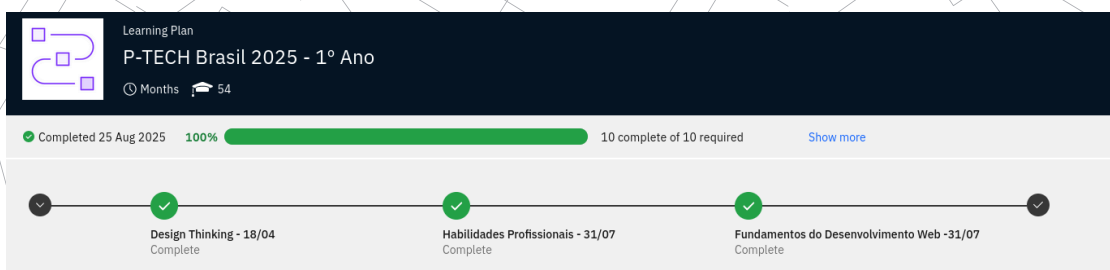 Learning Plan
P-TECH Brasil 2025 - 1º Ano
Months 54
Completed 25 Aug 2025 100% 10 complete of 10 required Show more
Design Thinking - 18/04
Complete
Habilidades Profissionais - 31/07
Complete
Fundamentos do Desenvolvimento Web -31/07
Complete